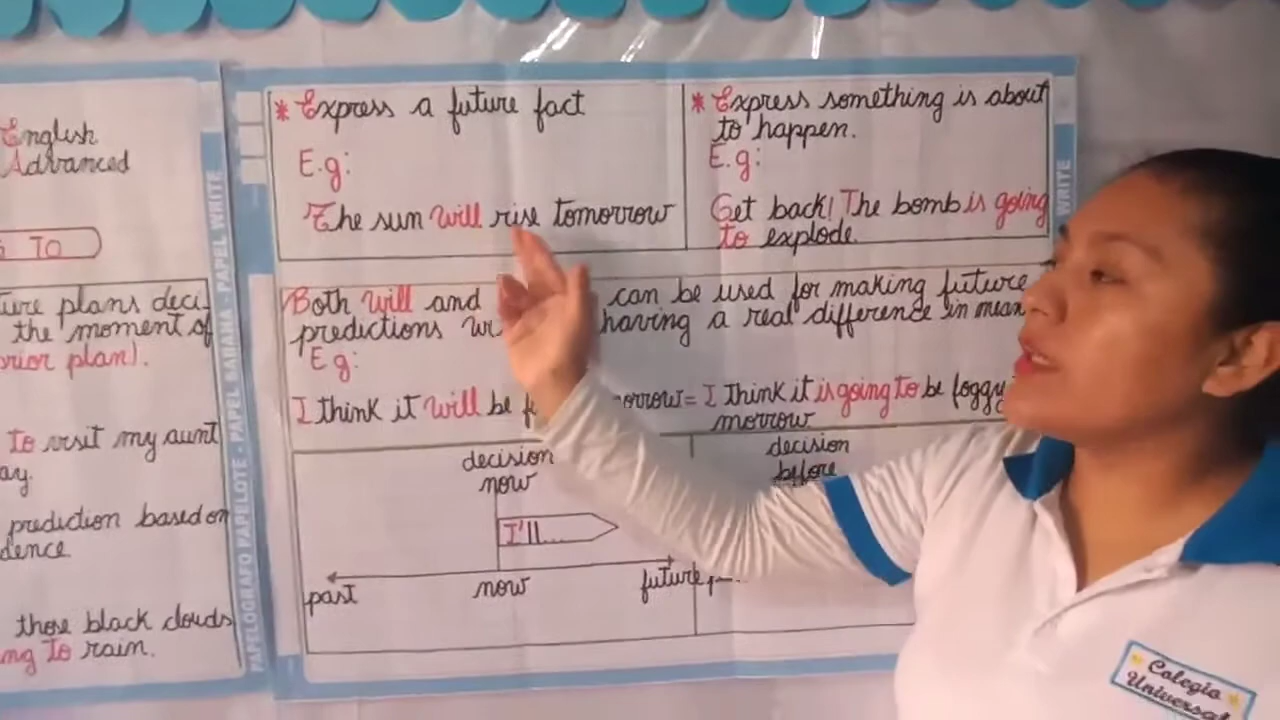 English
Advanced
TO
ture plans deci
the moment of
prior plan).
to visit my aunt
ay.
prediction based on
dence
those black clouds
ng to rain.
PAPELOGRAFO PAPELOTE · PAPEL SABANA · PAPEL WRITE
* Express a future fact
E.g:
The sun will rise tomorrow
* Express something is about
to happen.
E.g:
Get back! The bomb is going
to explode.
WRITE
Both will and can be used for making future
predictions having a real difference in mean
E.g:
I think it will be f orrow = I think it is going to be foggy
morrow
decision
now
I'll....
past
now
future
decision
before
Colegio
Universal